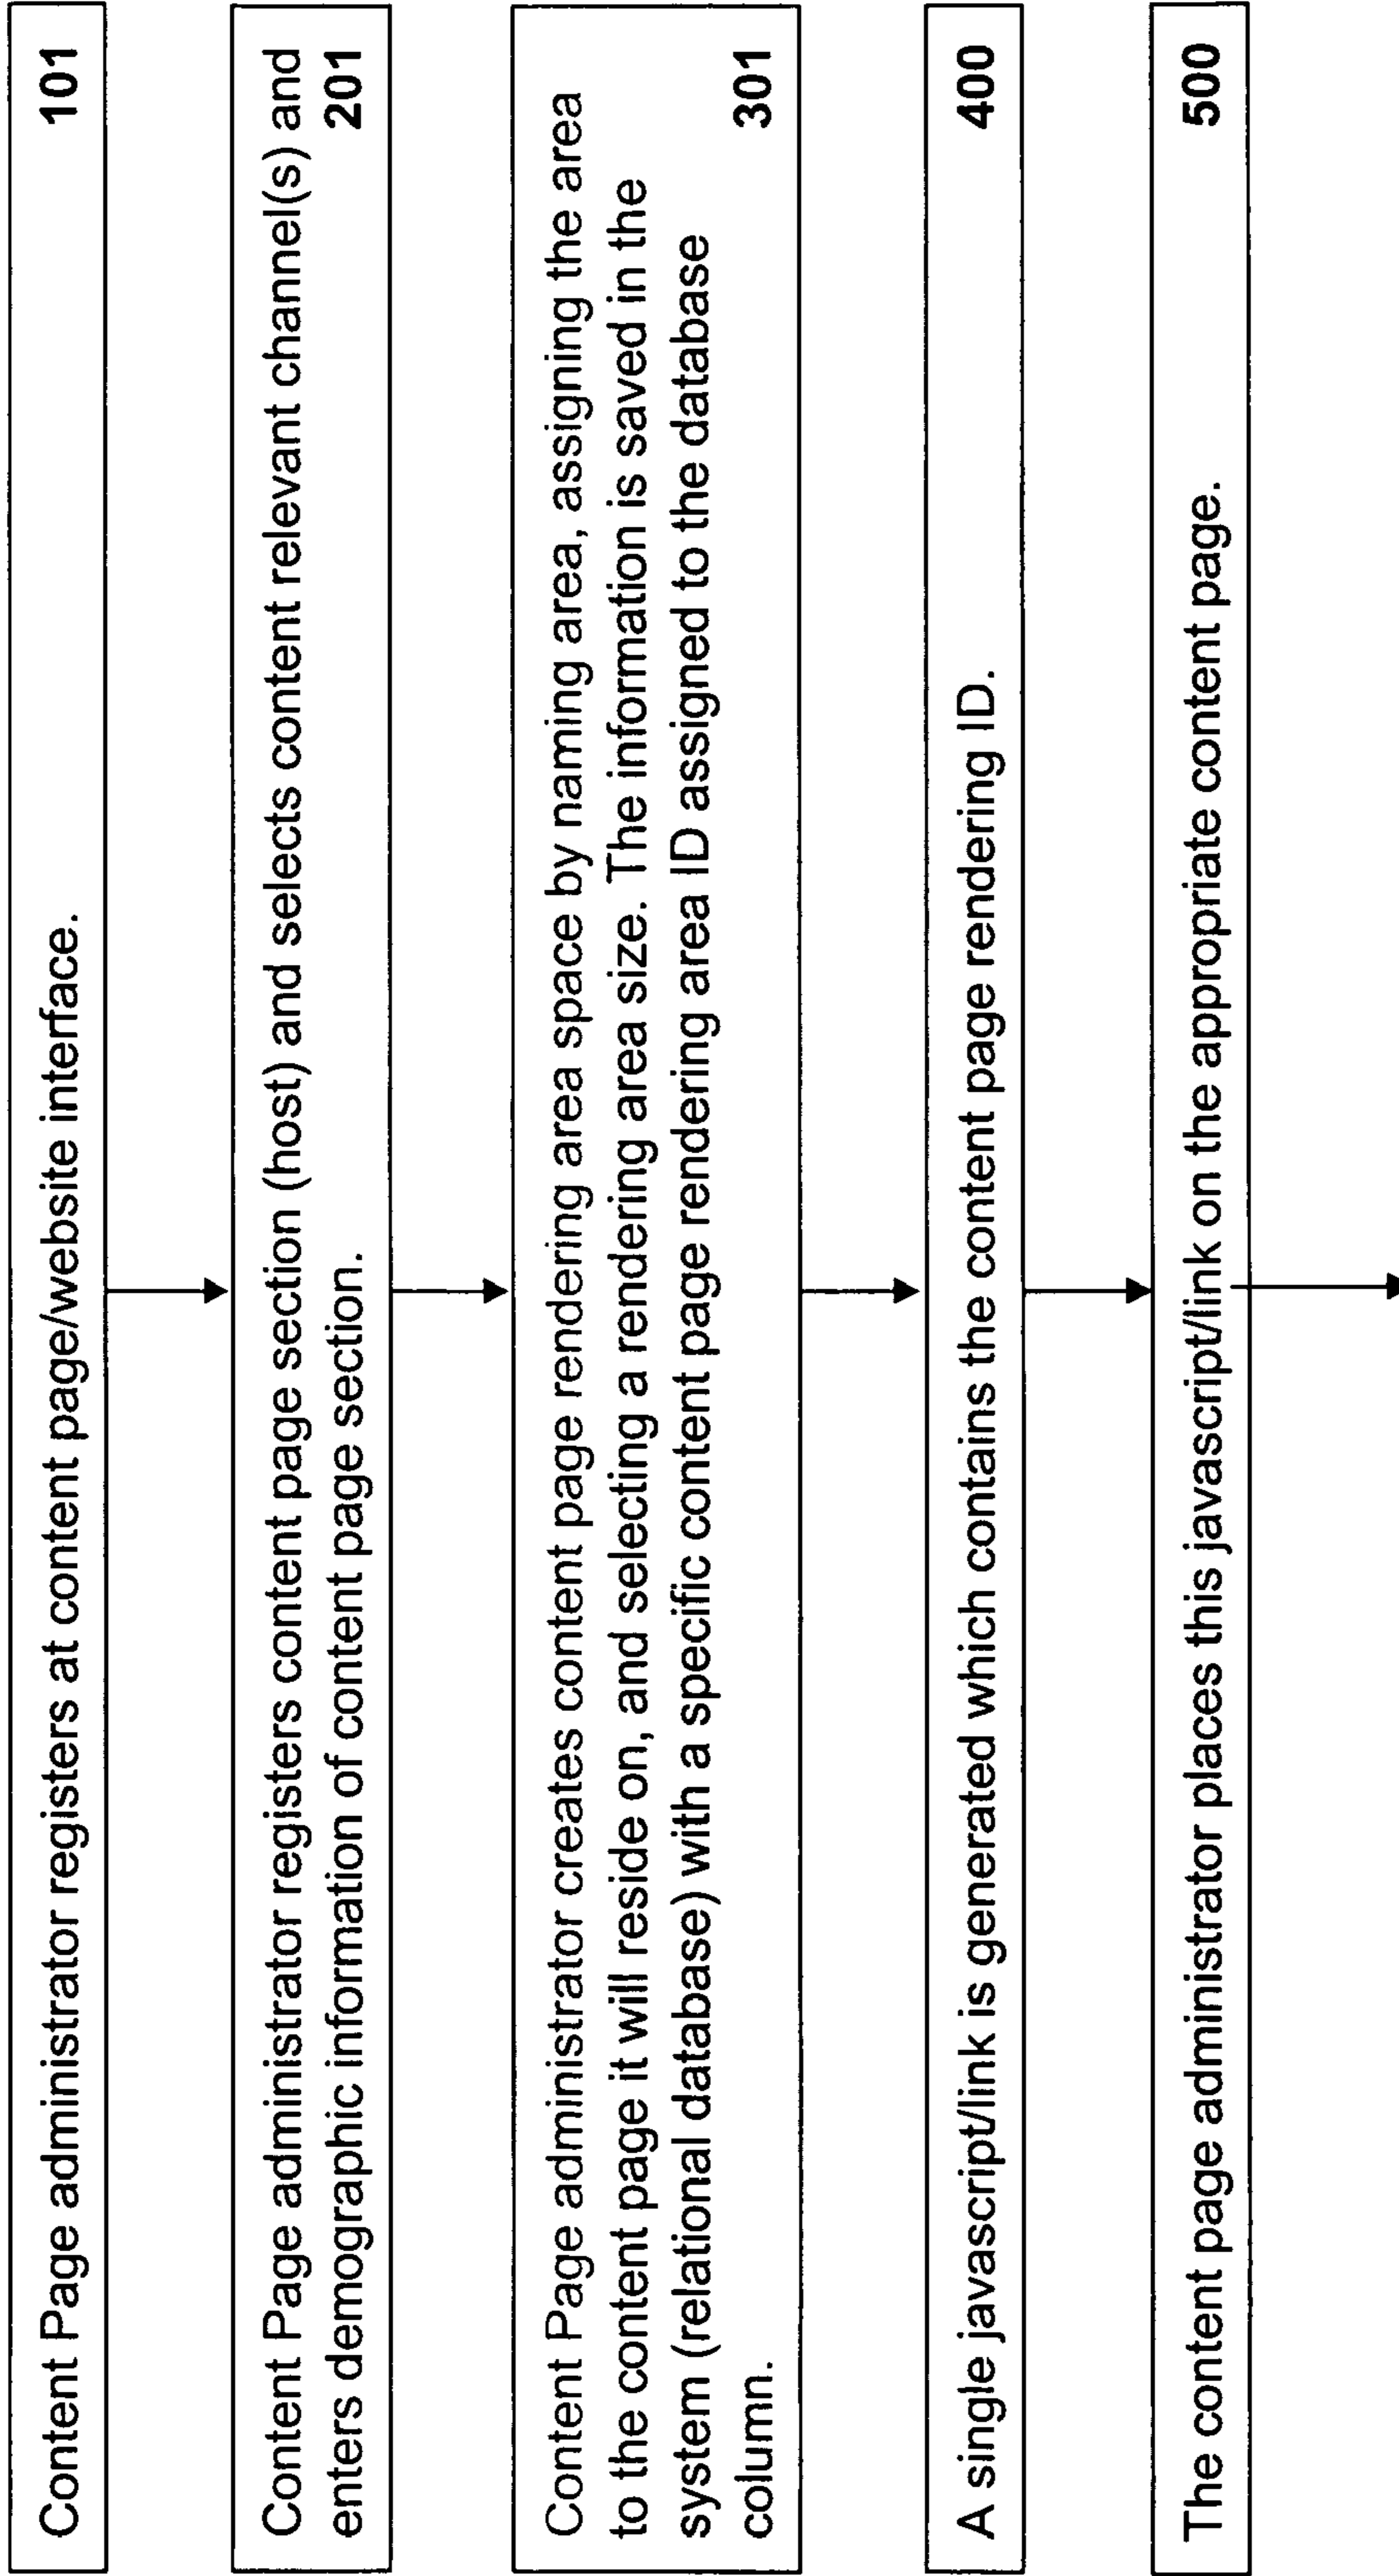 Content Page administrator registers at content page/website interface. 101
Content Page administrator registers content page section (host) and selects content relevant channel(s) and
enters demographic information of content page section. 201
Content Page administrator creates content page rendering area space by naming area, assigning the area
to the content page it will reside on, and selecting a rendering area size. The information is saved in the
system (relational database) with a specific content page rendering area ID assigned to the database
column. 301
A single javascript/link is generated which contains the content page rendering ID. 400
The content page administrator places this javascript/link on the appropriate content page. 500